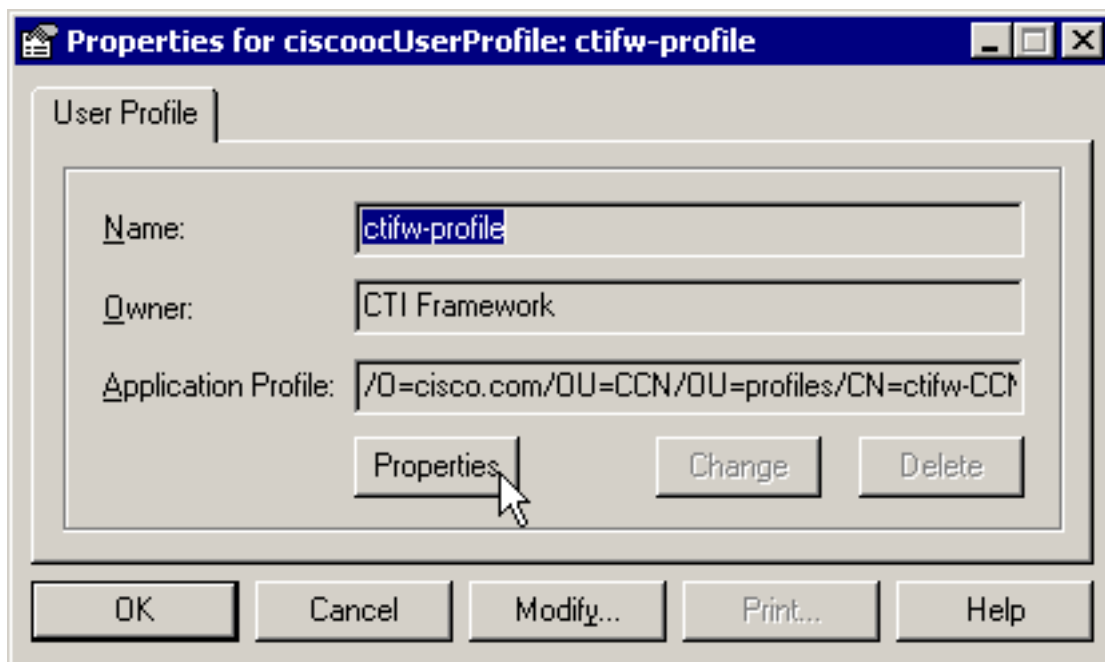 Properties for ciscoocUserProfile: ctifw-profile
User Profile
Name: ctifw-profile
Owner: CTI Framework
Application Profile: /O=cisco.com/OU=CCN/OU=profiles/CN=ctifw-CCN
Properties Change Delete
OK Cancel Modify... Print... Help